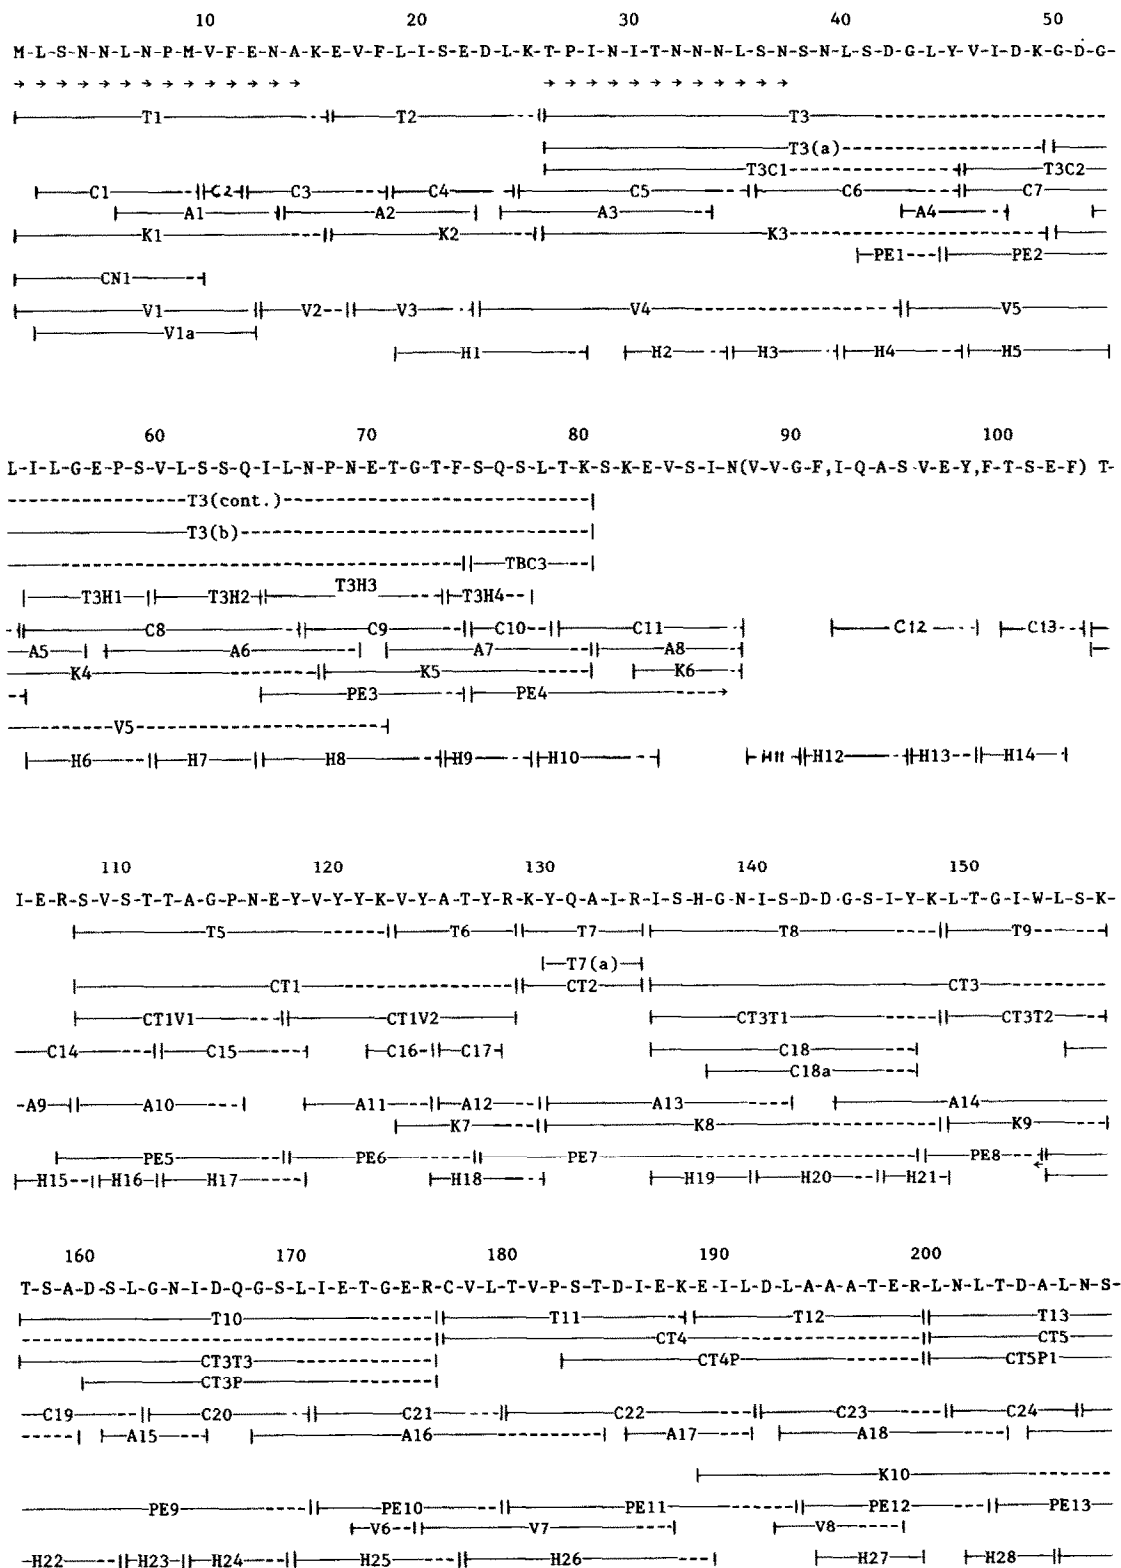 10 20 30 40 50
M-L-S-N-N-L-N-P-M-V-F-E-N-A-K-E-V-F-L-I-S-E-D-L-K-T-P-I-N-I-T-N-N-N-L-S-N-S-N-L-S-D-G-L-Y-V-I-D-K-G-D-G-
T1 T2 T3
T3(a)
T3C1 T3C2
C1 C2 C3 C4 C5 C6 C7
A1 A2 A3 A4
K1 K2 K3
PE1 PE2
CN1
V1 V2 V3 V4 V5
V1a
H1 H2 H3 H4 H5
60 70 80 90 100
L-I-L-G-E-P-S-V-L-S-S-Q-I-L-N-P-N-E-T-G-T-F-S-Q-S-L-T-K-S-K-E-V-S-I-N(V-V-G-F,I-Q-A-S-V-E-Y,F-T-S-E-F) T-
T3(cont.)
T3(b)
TBC3
T3H1 T3H2 T3H3 T3H4
C8 C9 C10 C11 C12 C13
A5 A6 A7 A8
K4 K5 K6
PE3 PE4
V5
H6 H7 H8 H9 H10 H11 H12 H13 H14
110 120 130 140 150
I-E-R-S-V-S-T-T-A-G-P-N-E-Y-V-Y-Y-K-V-Y-A-T-Y-R-K-Y-Q-A-I-R-I-S-H-G-N-I-S-D-D-G-S-I-Y-K-L-T-G-I-W-L-S-K-
T5 T6 T7 T8 T9
T7(a)
CT1 CT2 CT3
CT1V1 CT1V2 CT3T1 CT3T2
C14 C15 C16 C17 C18
C18a
A9 A10 A11 A12 A13 A14
K7 K8 K9
PE5 PE6 PE7 PE8
H15 H16 H17 H18 H19 H20 H21
160 170 180 190 200
T-S-A-D-S-L-G-N-I-D-Q-G-S-L-I-E-T-G-E-R-C-V-L-T-V-P-S-T-D-I-E-K-E-I-L-D-L-A-A-A-T-E-R-L-N-L-T-D-A-L-N-S-
T10 T11 T12 T13
CT4 CT5
CT3T3 CT4P CT5P1
CT3P
C19 C20 C21 C22 C23 C24
A15 A16 A17 A18
K10
PE9 PE10 PE11 PE12 PE13
V6 V7 V8
H22 H23 H24 H25 H26 H27 H28